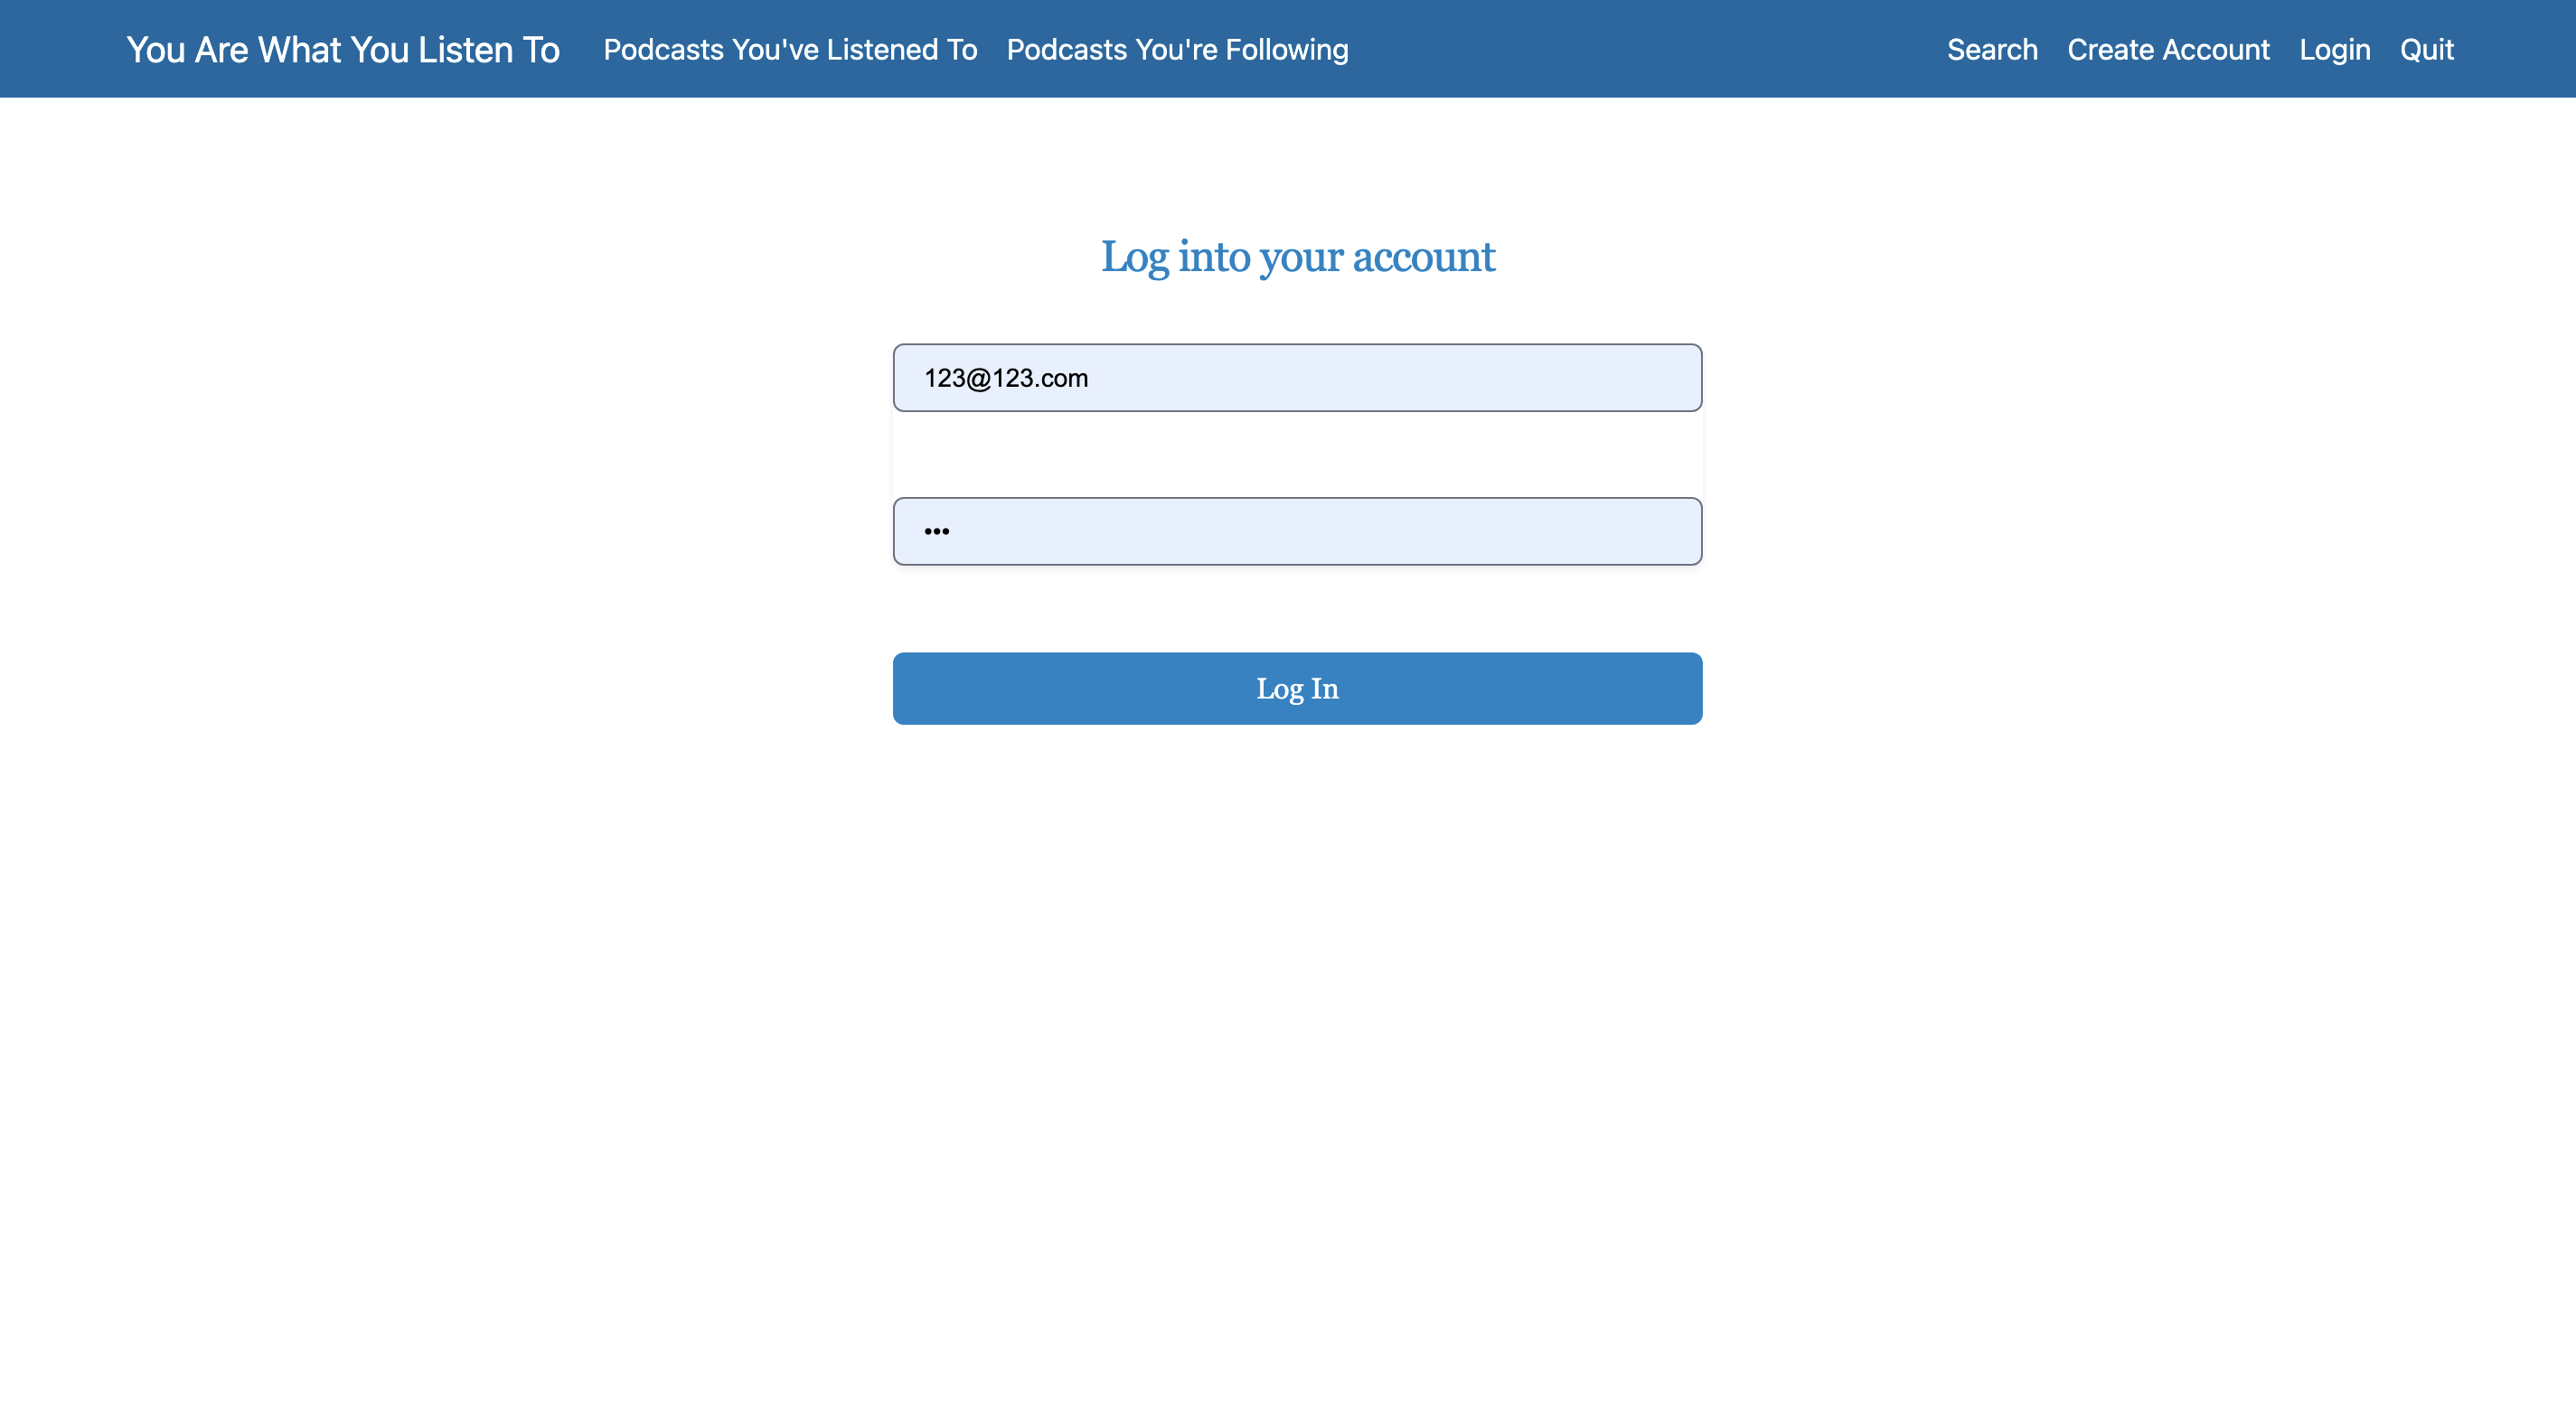 You Are What You Listen To Podcasts You've Listened To Podcasts You're Following Search Create Account Login Quit
Log into your account
123@123.com
•••
Log In